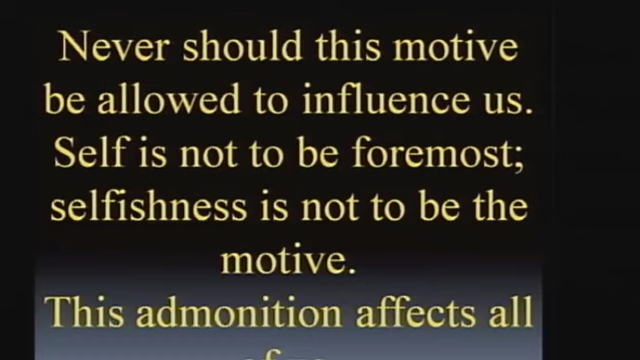 Never should this motive
be allowed to influence us.
Self is not to be foremost;
selfishness is not to be the
motive.
This admonition affects all